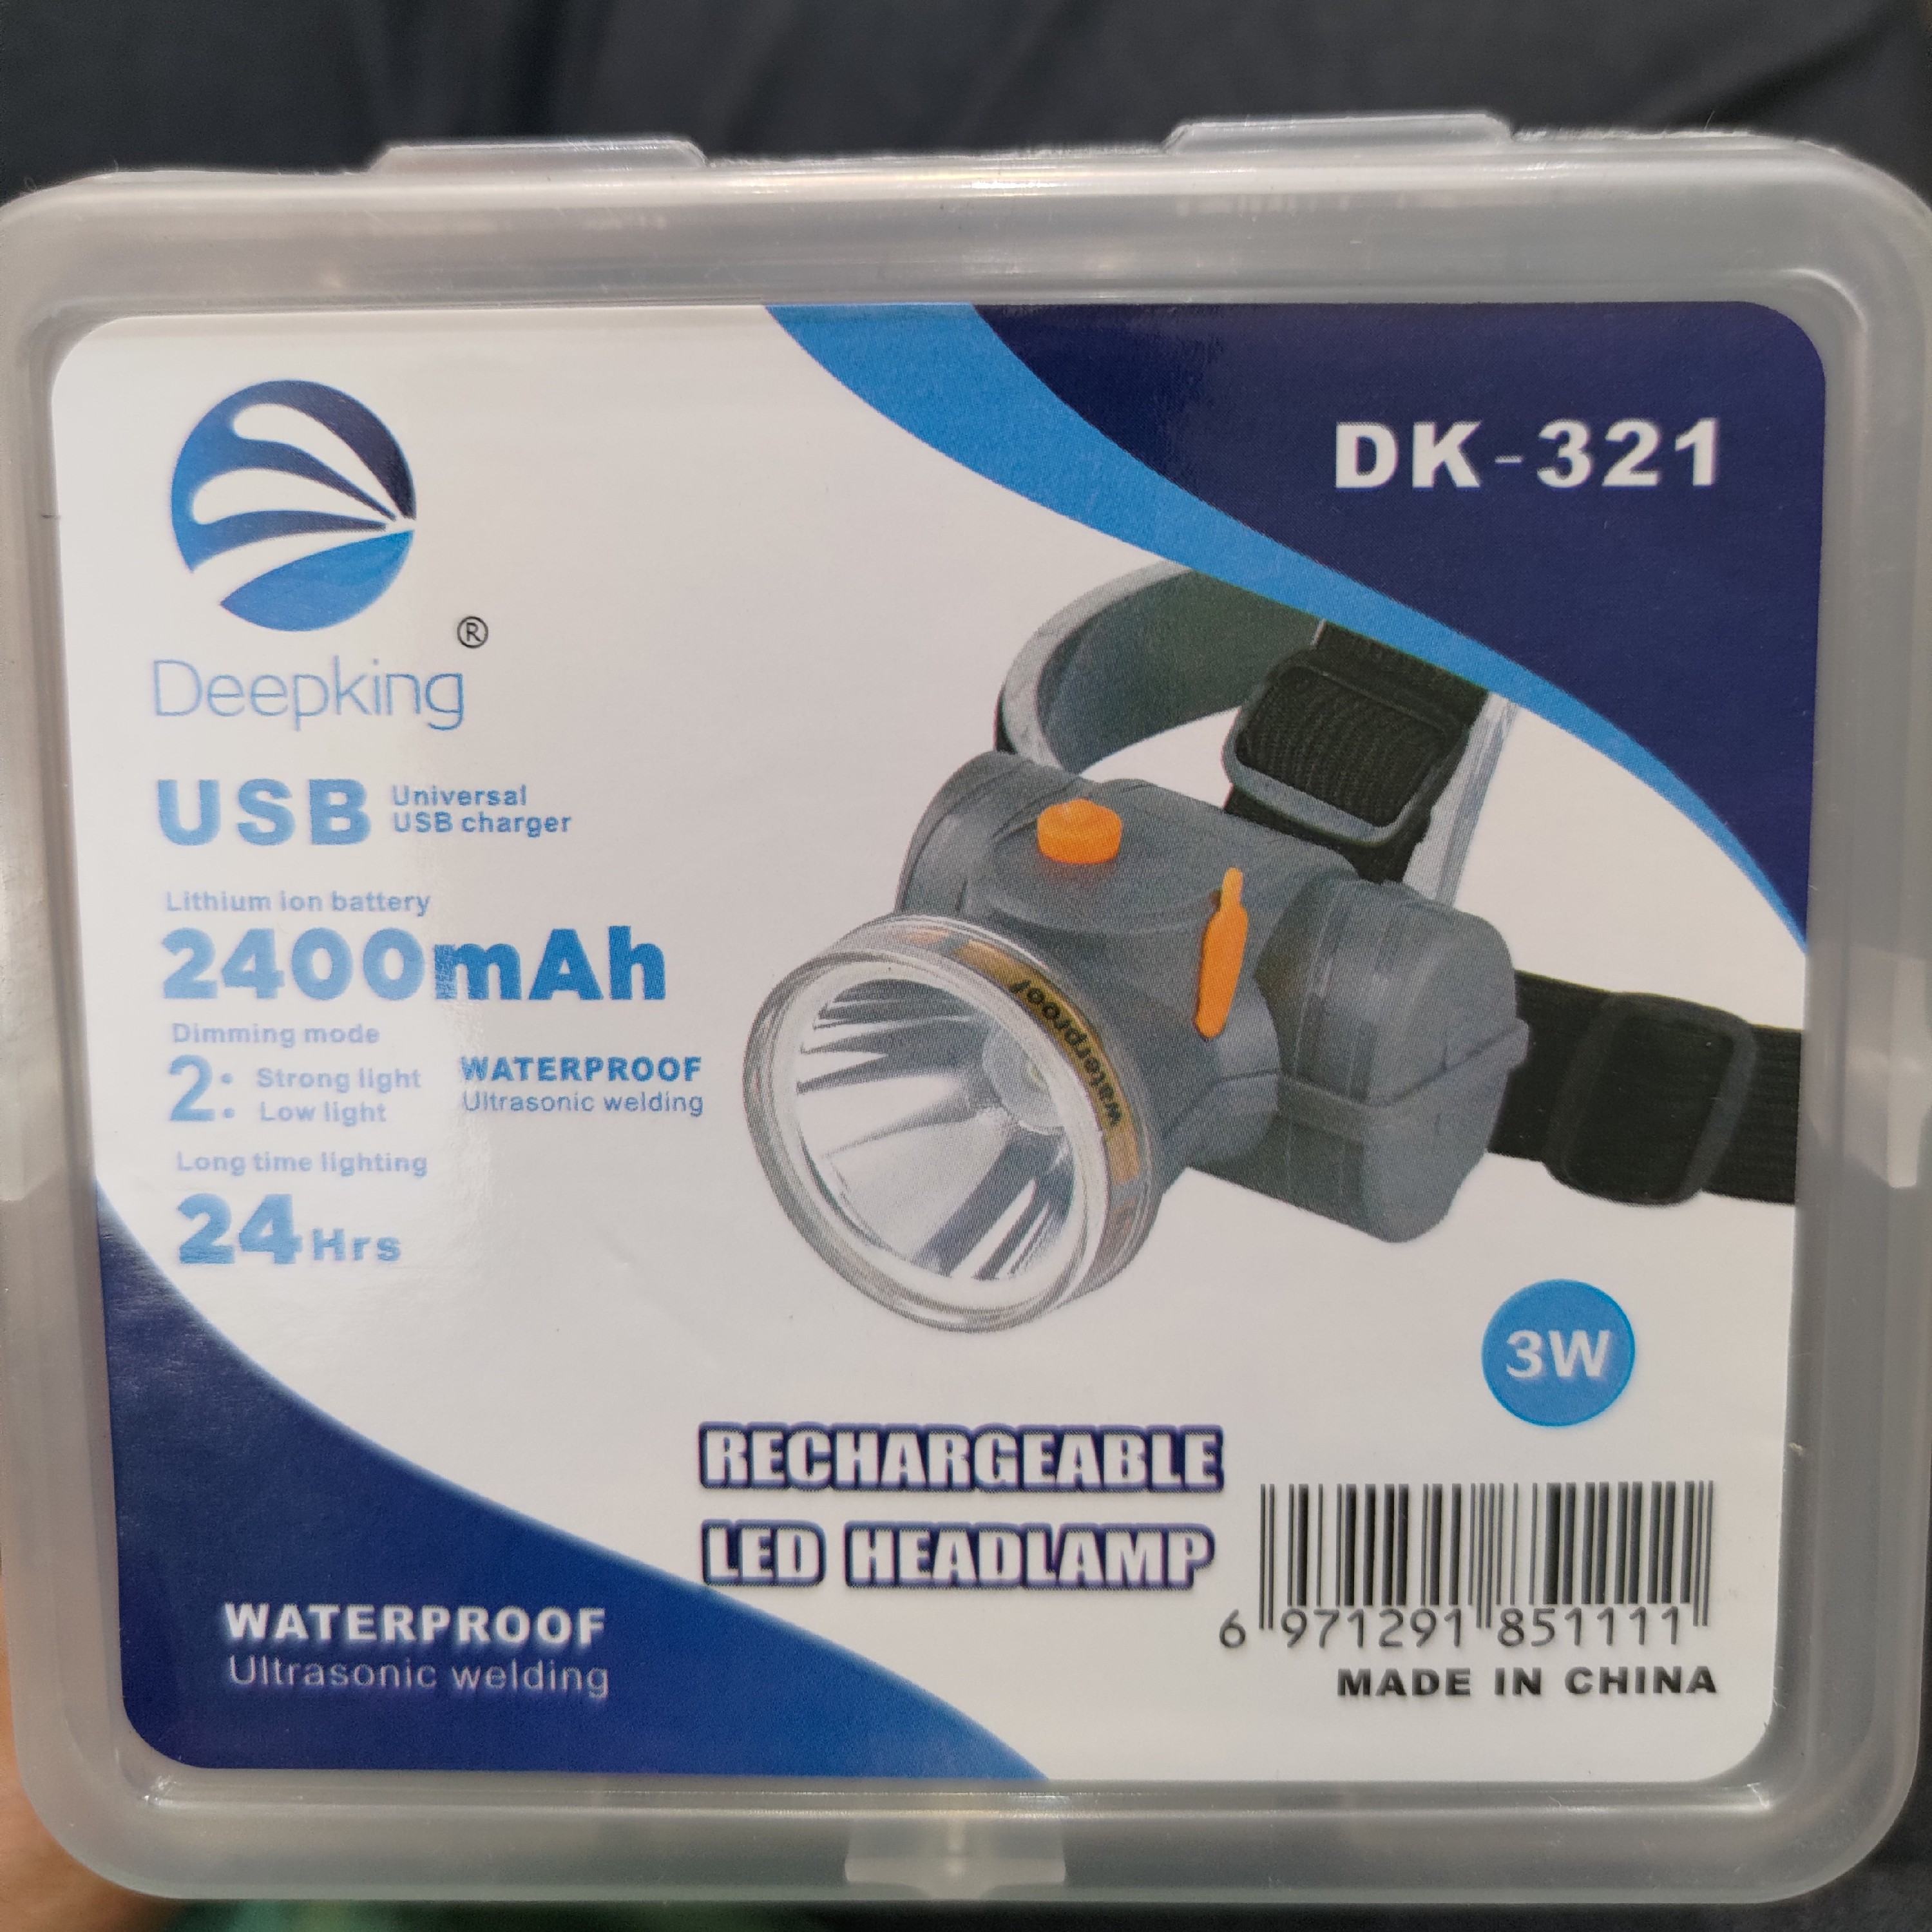 DK-321
®
Deepking
USB Universal
USB charger
Lithium ion battery
2400mAh
Dimming mode
2: Strong light
Low light
WATERPROOF
Ultrasonic welding
Long time lighting
24Hrs
waterproof
3W
RECHARGEABLE
LED HEADLAMP
6 971291 851111
MADE IN CHINA
WATERPROOF
Ultrasonic welding